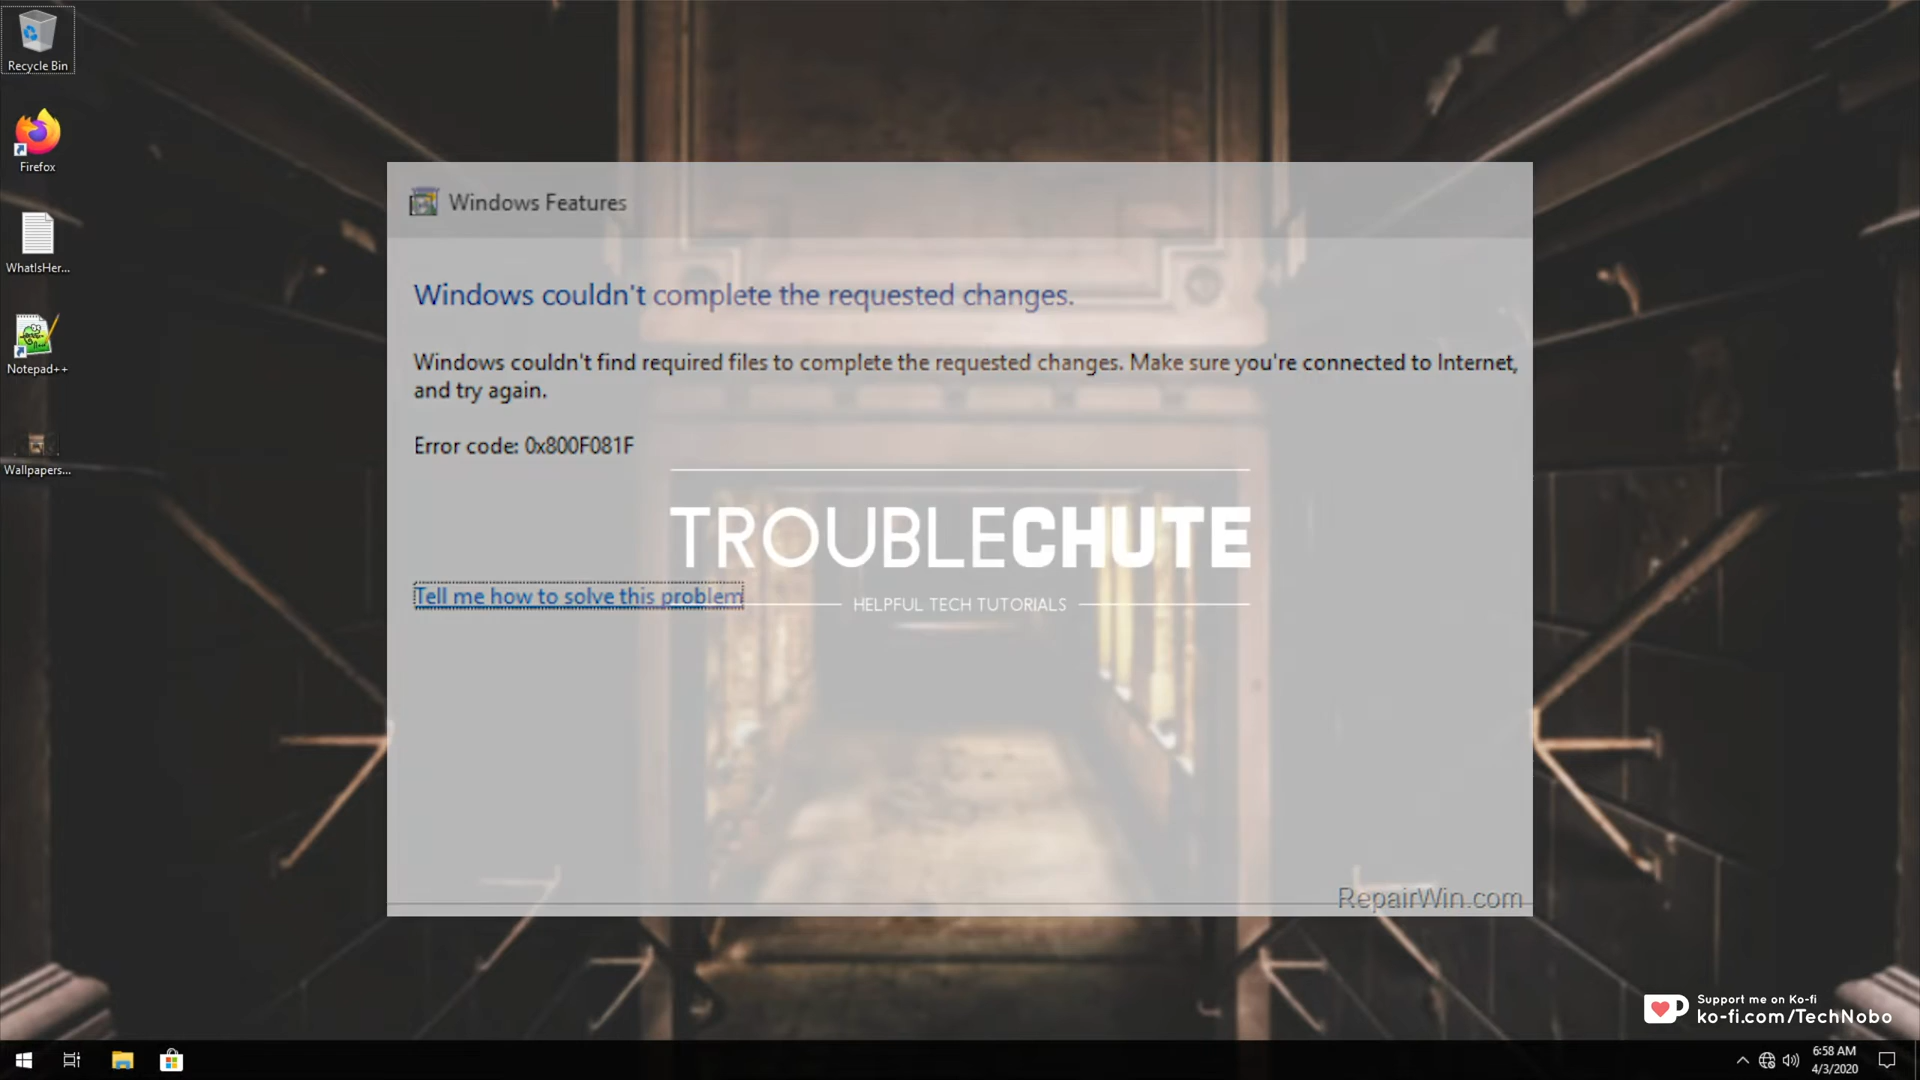 Recycle Bin
Firefox
WhatIsHer...
Notepad++
Wallpapers...
Windows Features
Windows couldn't complete the requested changes.
Windows couldn't find required files to complete the requested changes. Make sure you're connected to Internet,
and try again.
Error code: 0x800F081F
TROUBLECHUTE
Tell me how to solve this problem
HELPFUL TECH TUTORIALS
RepairWin.com
Support me on Ko-fi
ko-fi.com/TechNobo
6:58 AM
4/3/2020